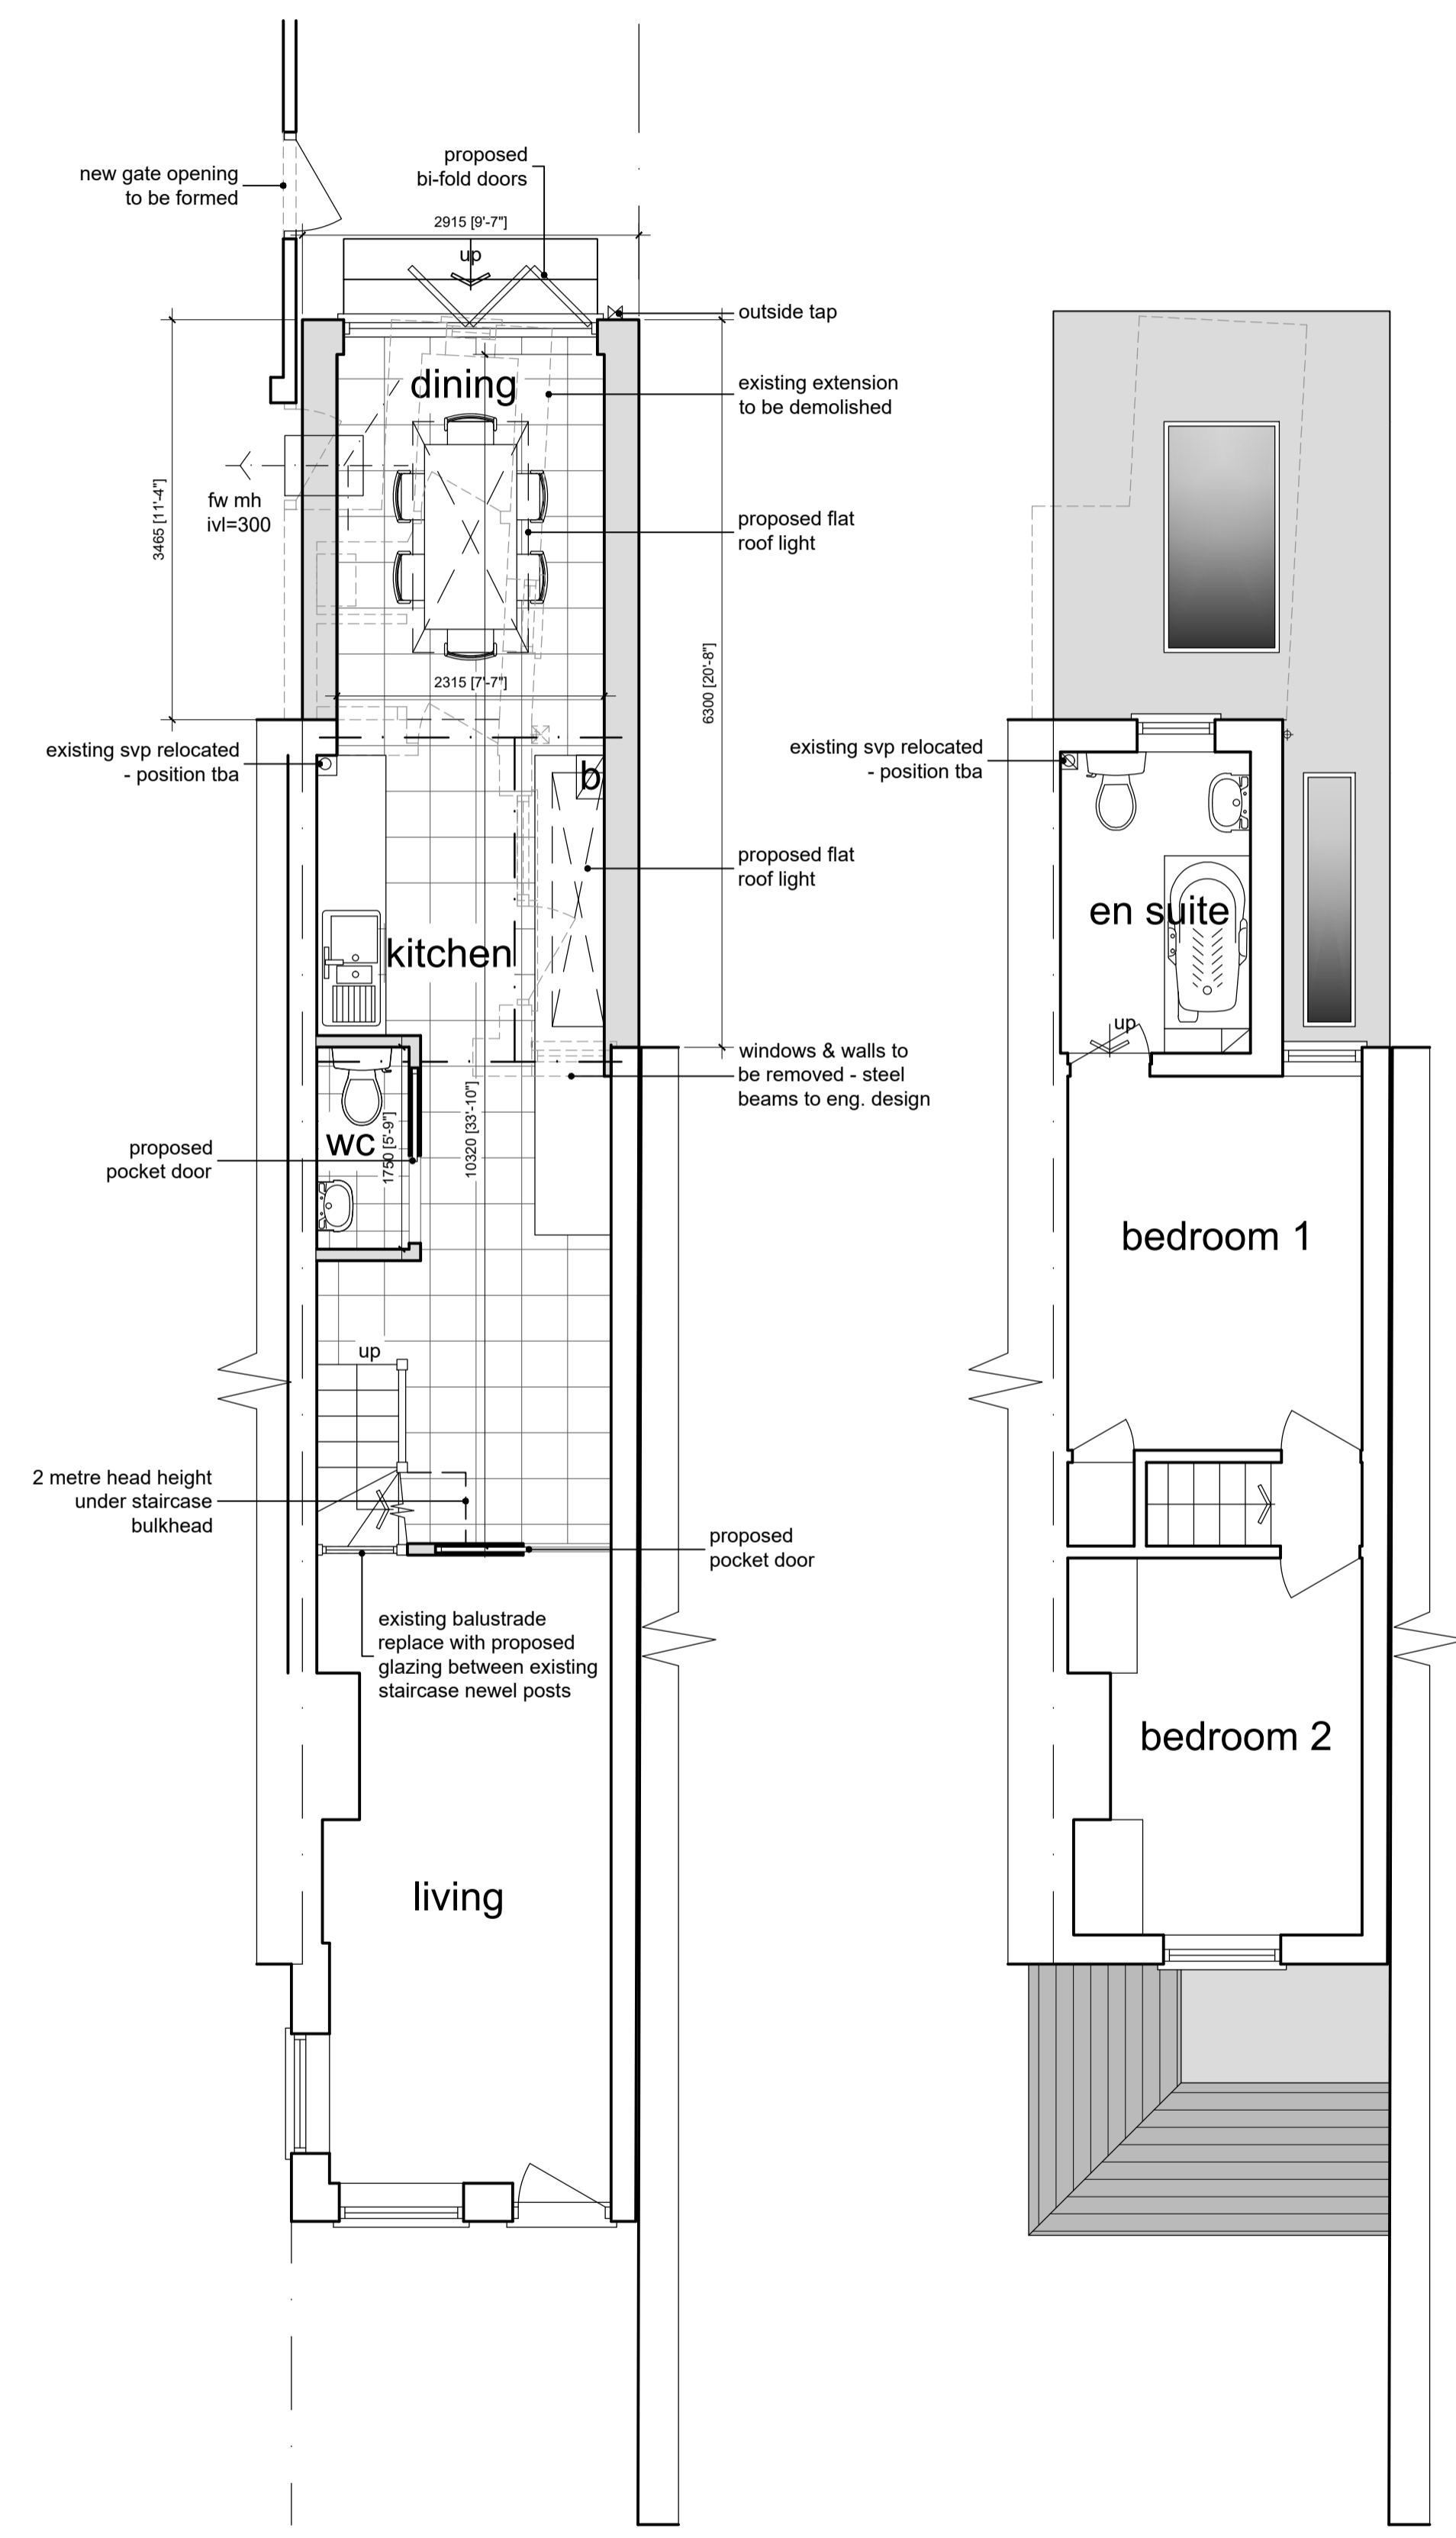 new gate opening
to be formed
proposed
bi-fold doors
2915 [9'-7"]
up
outside tap
dining
existing extension
to be demolished
fw mh
ivl=300
3465 [11'-4"]
proposed flat
roof light
2315 [7'-7"]
6300 [20'-8"]
existing svp relocated
- position tba
b
proposed flat
roof light
kitchen
windows & walls to
be removed - steel
beams to eng. design
wc
1750 [5'-9"]
10320 [33'-10"]
proposed
pocket door
up
2 metre head height
under staircase
bulkhead
proposed
pocket door
existing balustrade
replace with proposed
glazing between existing
staircase newel posts
living
existing svp relocated
- position tba
en suite
up
bedroom 1
bedroom 2